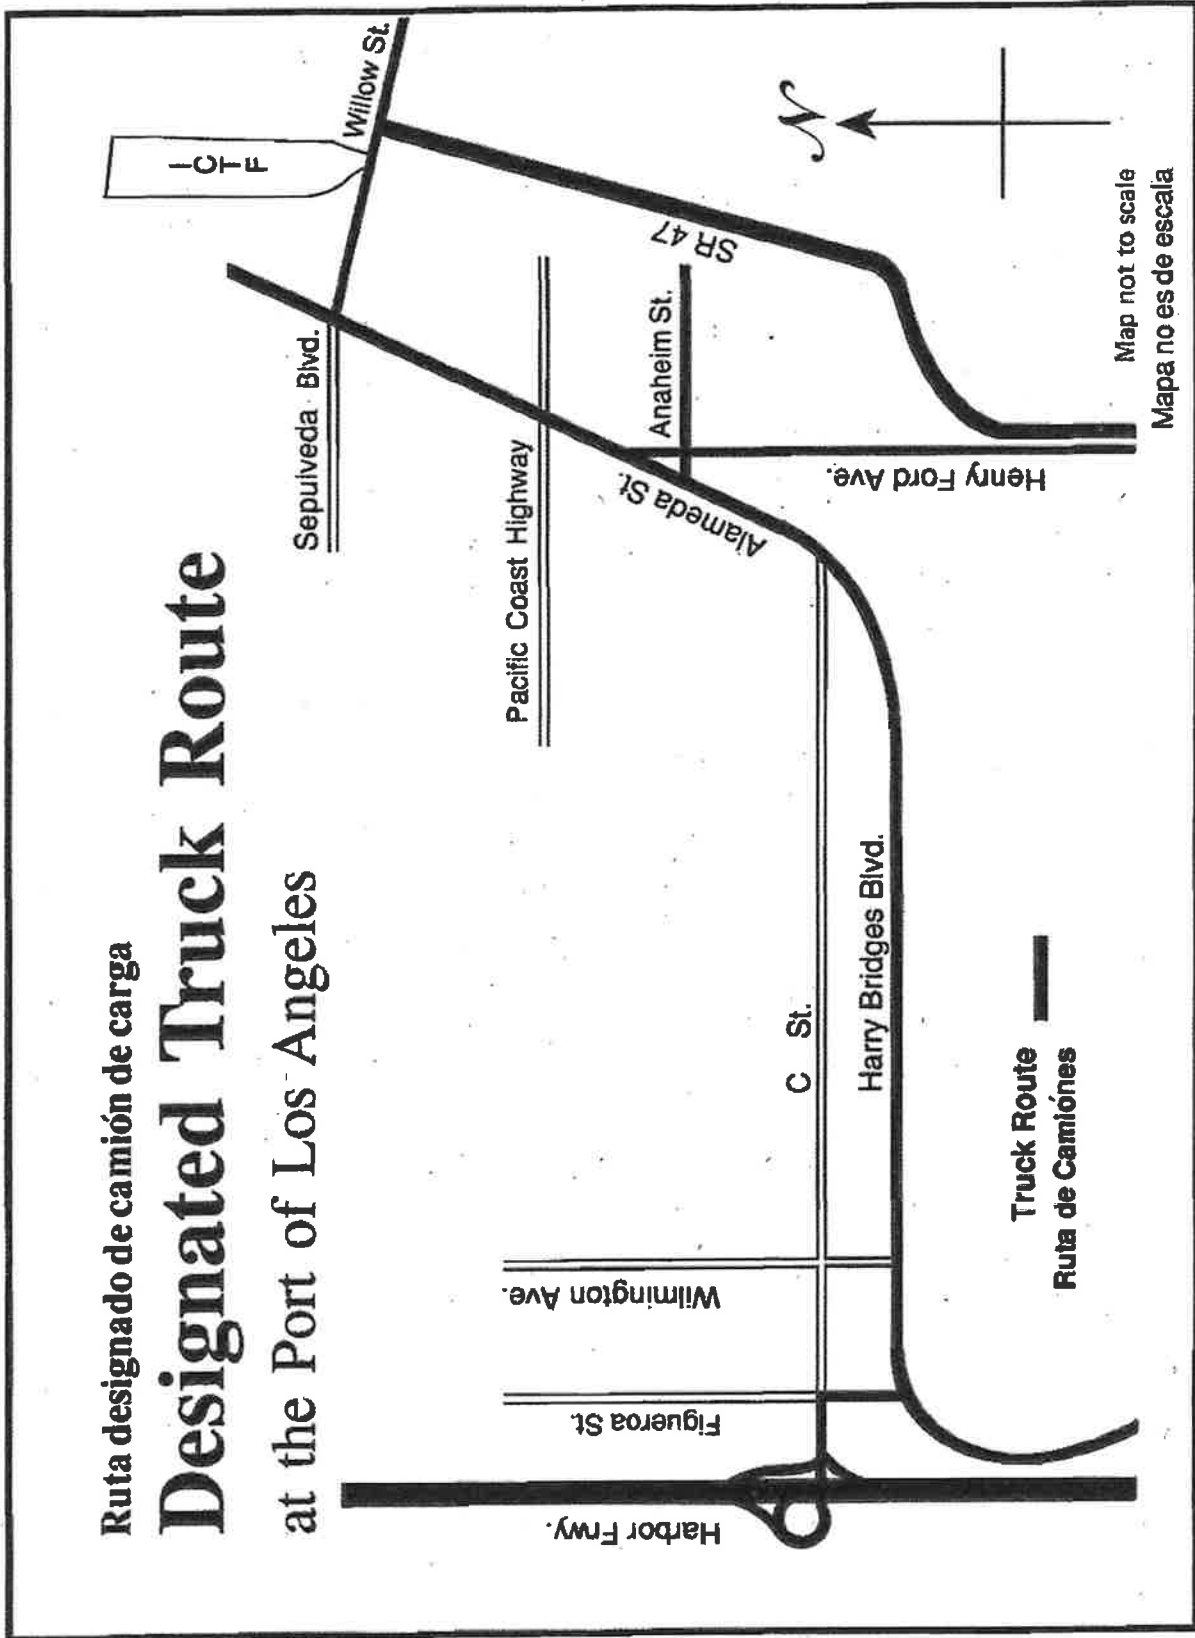 Ruta designado de camión de carga
Designated Truck Route
at the Port of Los Angeles
ICTF
Willow St.
Sepulveda Blvd.
Pacific Coast Highway
SR 47
Anaheim St.
Alameda St.
Henry Ford Ave.
C St.
Harry Bridges Blvd.
Wilmington Ave.
Figueroa St.
Harbor Frwy.
N
Truck Route
Ruta de Camiónes
Map not to scale
Mapa no es de escala